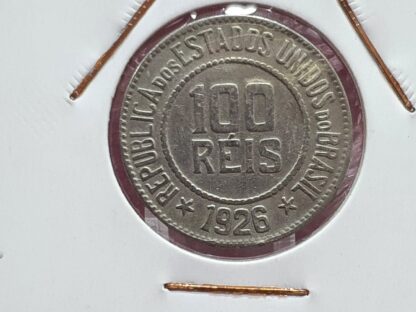 REPUBLICA DOS ESTADOS UNIDOS DO BRASIL
100
RÉIS
* 1926 *